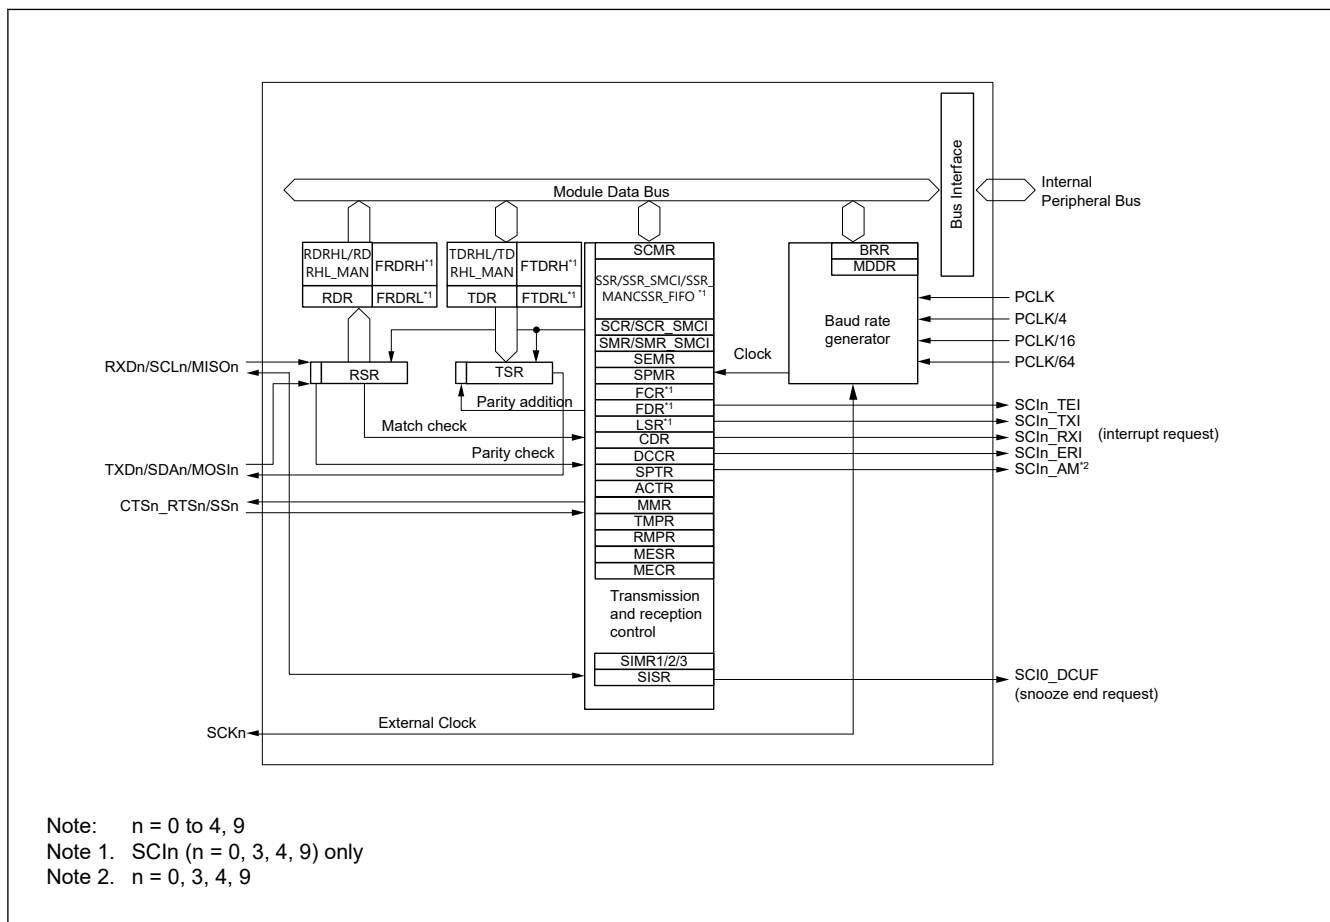 Module Data Bus
Bus Interface
Internal
Peripheral Bus
RDRHL/RD
RHL_MAN
FRDRH*1
RDR
FRDRL*1
TDRHL/TD
RHL_MAN
FTDRH*1
TDR
FTDRL*1
SCMR
SSR/SSR_SMCI/SSR_
MANCSSR_FIFO *1
SCR/SCR_SMCI
SMR/SMR_SMCI
SEMR
SPMR
FCR*1
FDR*1
LSR*1
CDR
DCCR
SPTR
ACTR
MMR
TMPR
RMPR
MESR
MECR
Transmission
and reception
control
SIMR1/2/3
SISR
BRR
MDDR
Baud rate
generator
Clock
PCLK
PCLK/4
PCLK/16
PCLK/64
RXDn/SCLn/MISOn
RSR
TSR
Parity addition
Match check
Parity check
TXDn/SDAn/MOSIn
CTSn_RTSn/SSn
SCIn_TEI
SCIn_TXI
SCIn_RXI
(interrupt request)
SCIn_ERI
SCIn_AM*2
SCI0_DCUF
(snooze end request)
External Clock
SCKn
Note: n = 0 to 4, 9
Note 1. SCIn (n = 0, 3, 4, 9) only
Note 2. n = 0, 3, 4, 9